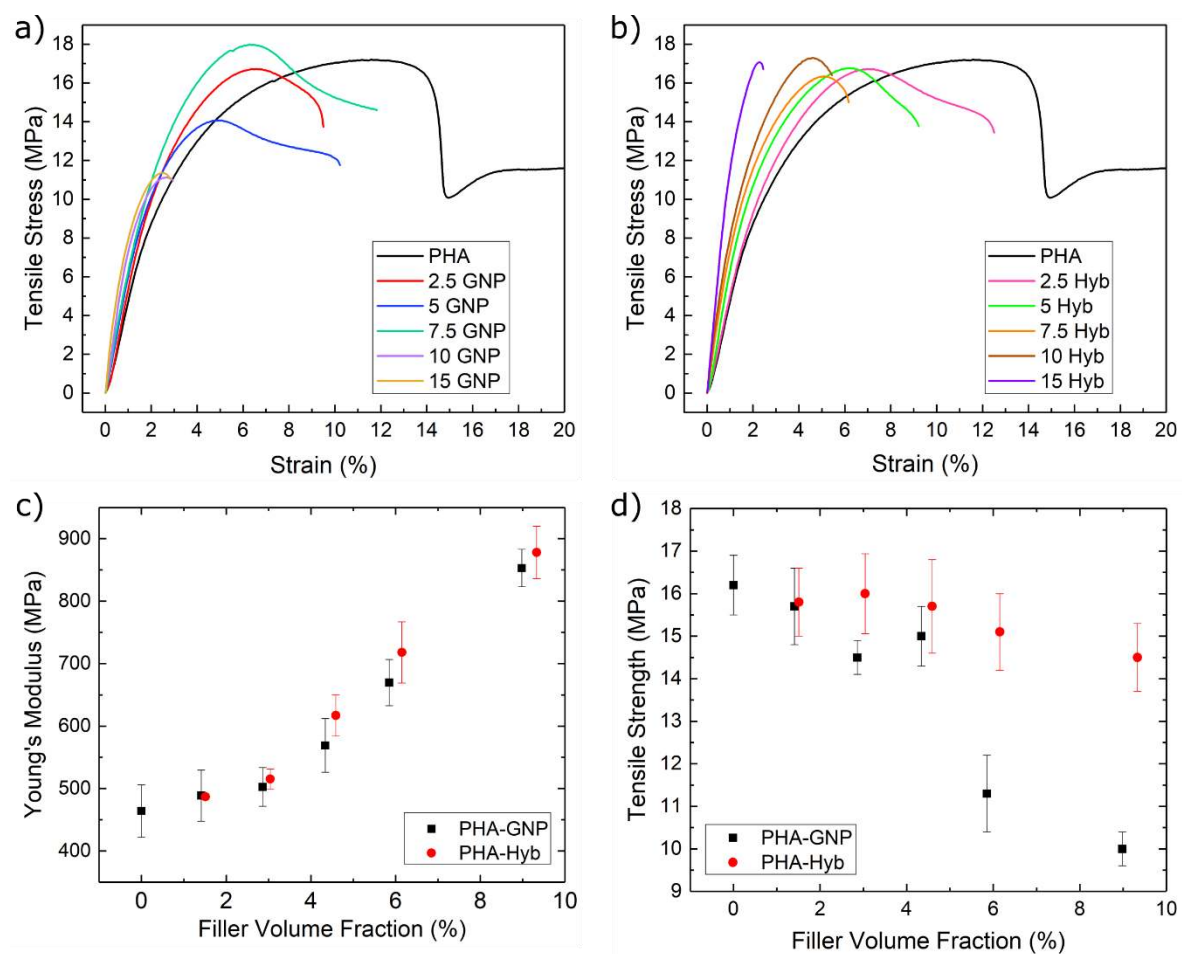 a)
Tensile Stress (MPa)
18
16
14
12
10
8
6
4
2
0
PHA
2.5 GNP
5 GNP
7.5 GNP
10 GNP
15 GNP
0 2 4 6 8 10 12 14 16 18 20
Strain (%)
b)
Tensile Stress (MPa)
18
16
14
12
10
8
6
4
2
0
PHA
2.5 Hyb
5 Hyb
7.5 Hyb
10 Hyb
15 Hyb
0 2 4 6 8 10 12 14 16 18 20
Strain (%)
c)
Young's Modulus (MPa)
900
800
700
600
500
400
PHA-GNP
PHA-Hyb
0 2 4 6 8 10
Filler Volume Fraction (%)
d)
Tensile Strength (MPa)
18
17
16
15
14
13
12
11
10
9
PHA-GNP
PHA-Hyb
0 2 4 6 8 10
Filler Volume Fraction (%)